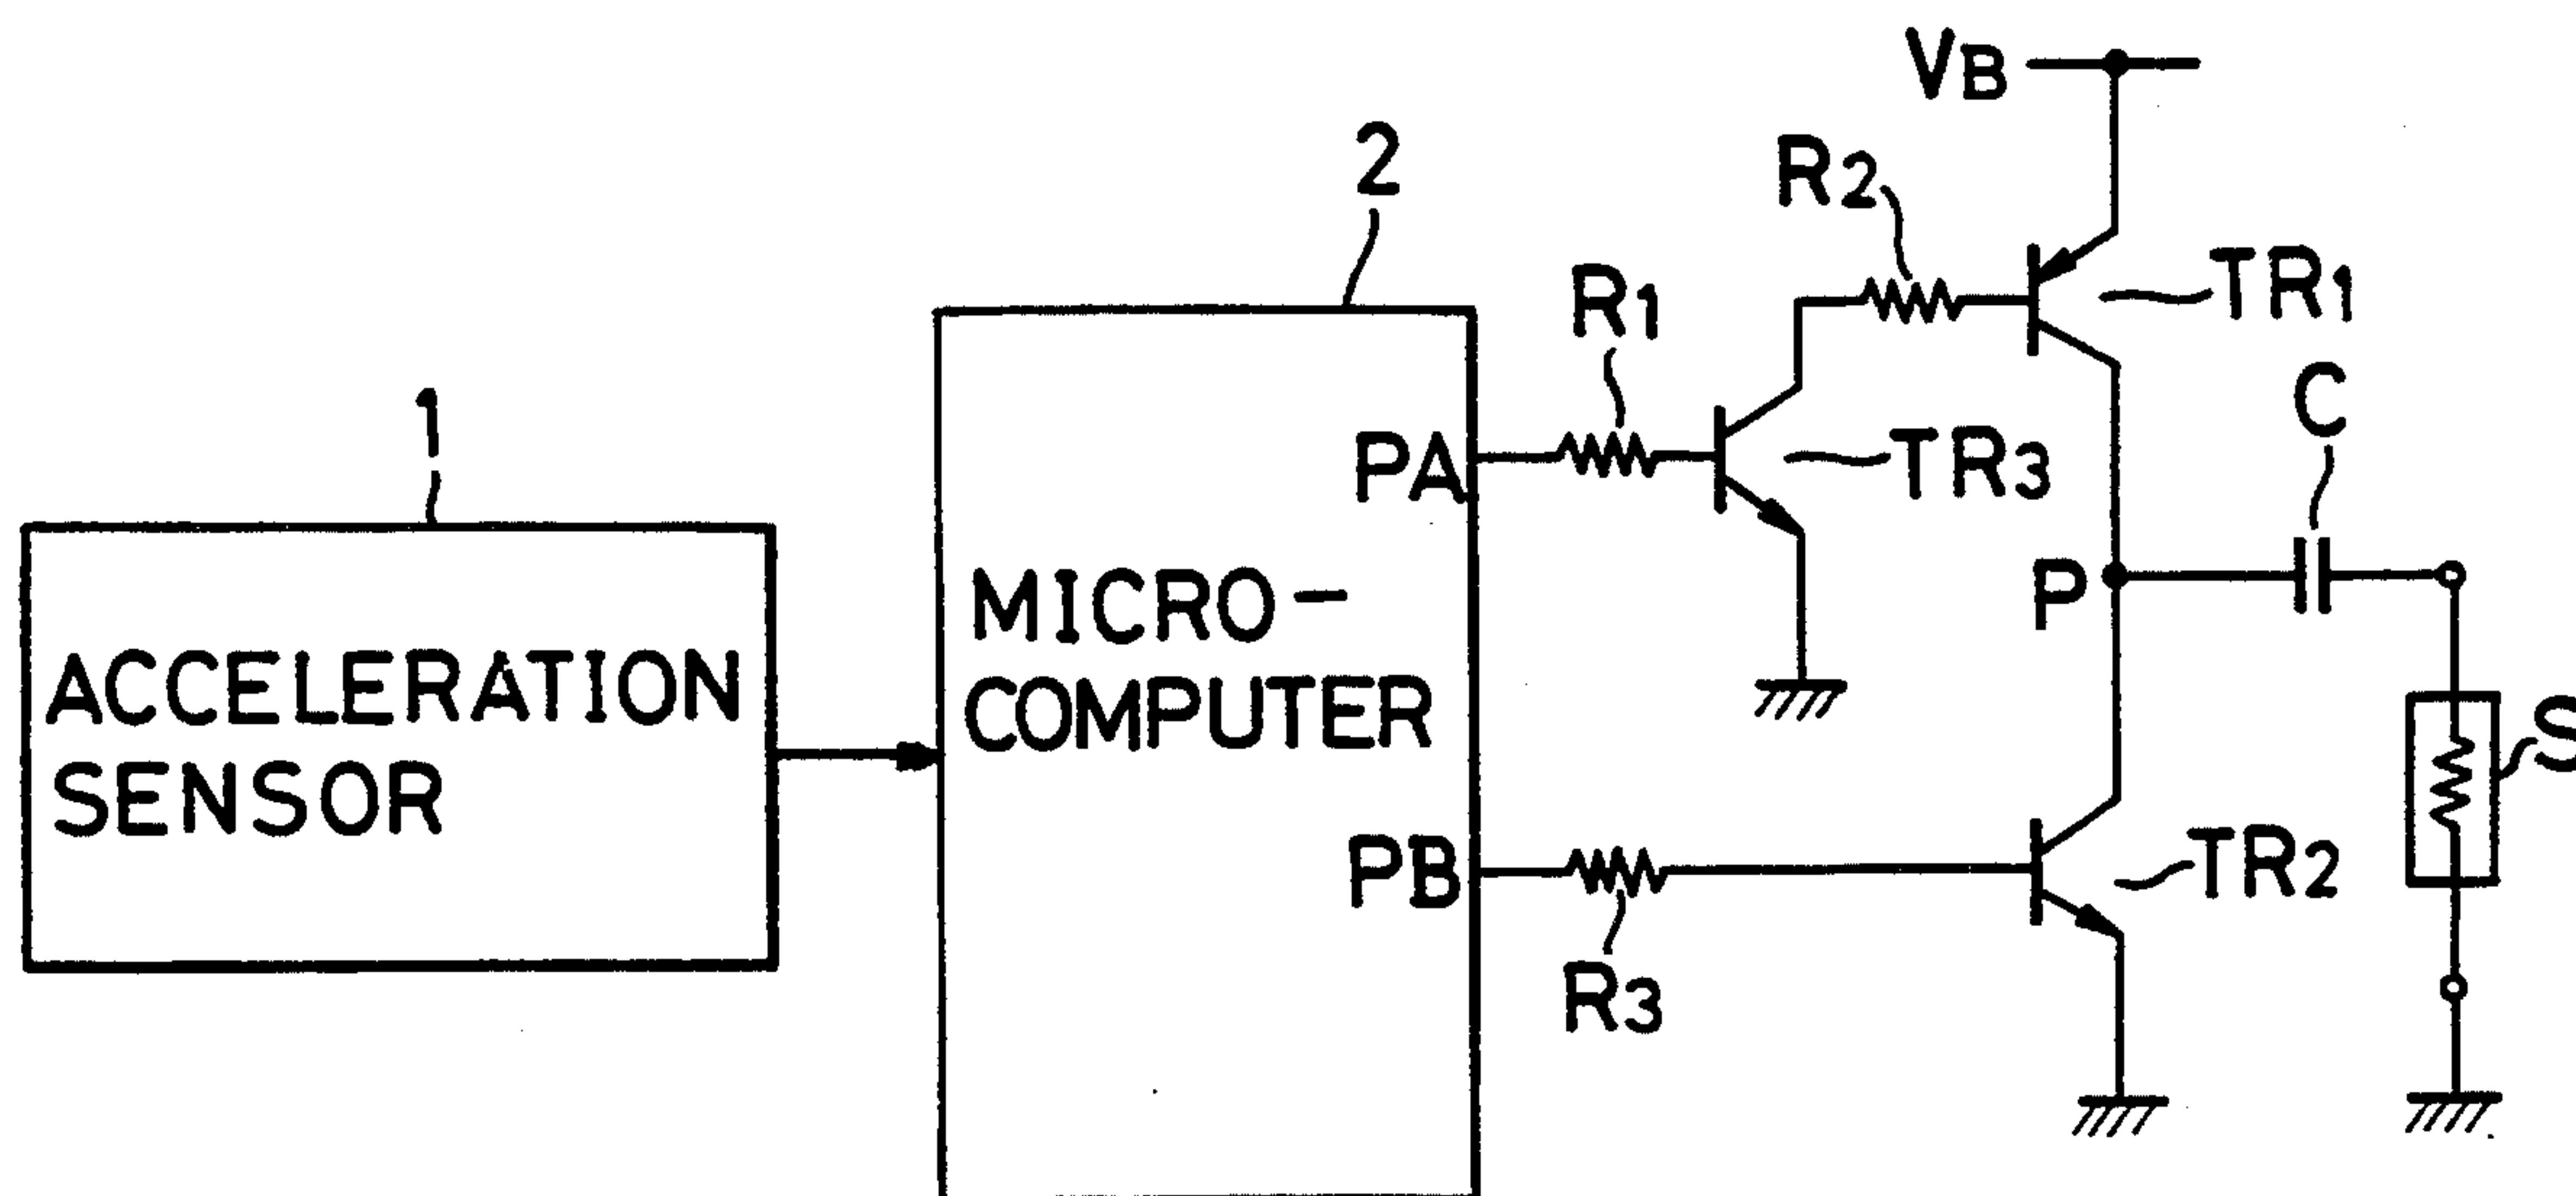 VB
2
R2
TR1
R1
C
1
PA
TR3
MICRO-
COMPUTER
P
ACCELERATION
SENSOR
S
PB
TR2
R3